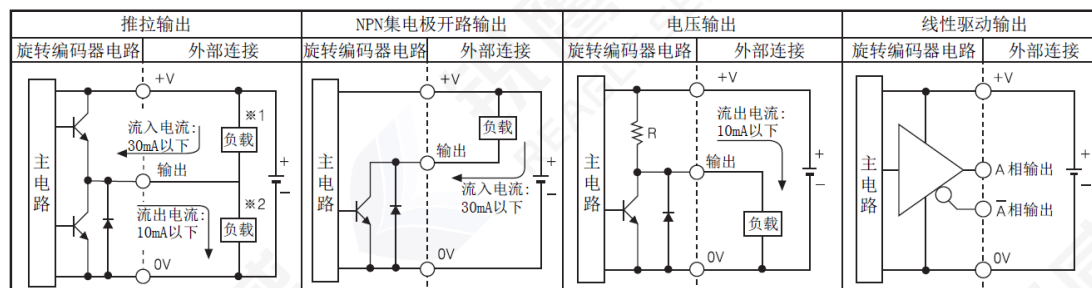 推拉输出
旋转编码器电路 外部连接
+V
※1
负载
流入电流:
30mA以下
主电路
输出
+
−
※2
流出电流:
10mA以下
负载
0V
NPN集电极开路输出
旋转编码器电路 外部连接
+V
负载
主电路
输出
+
−
流入电流:
30mA以下
0V
电压输出
旋转编码器电路 外部连接
+V
流出电流:
10mA以下
R
主电路
输出
+
−
负载
0V
线性驱动输出
旋转编码器电路 外部连接
+V
主电路
A 相输出
+
−
A̅ 相输出
0V